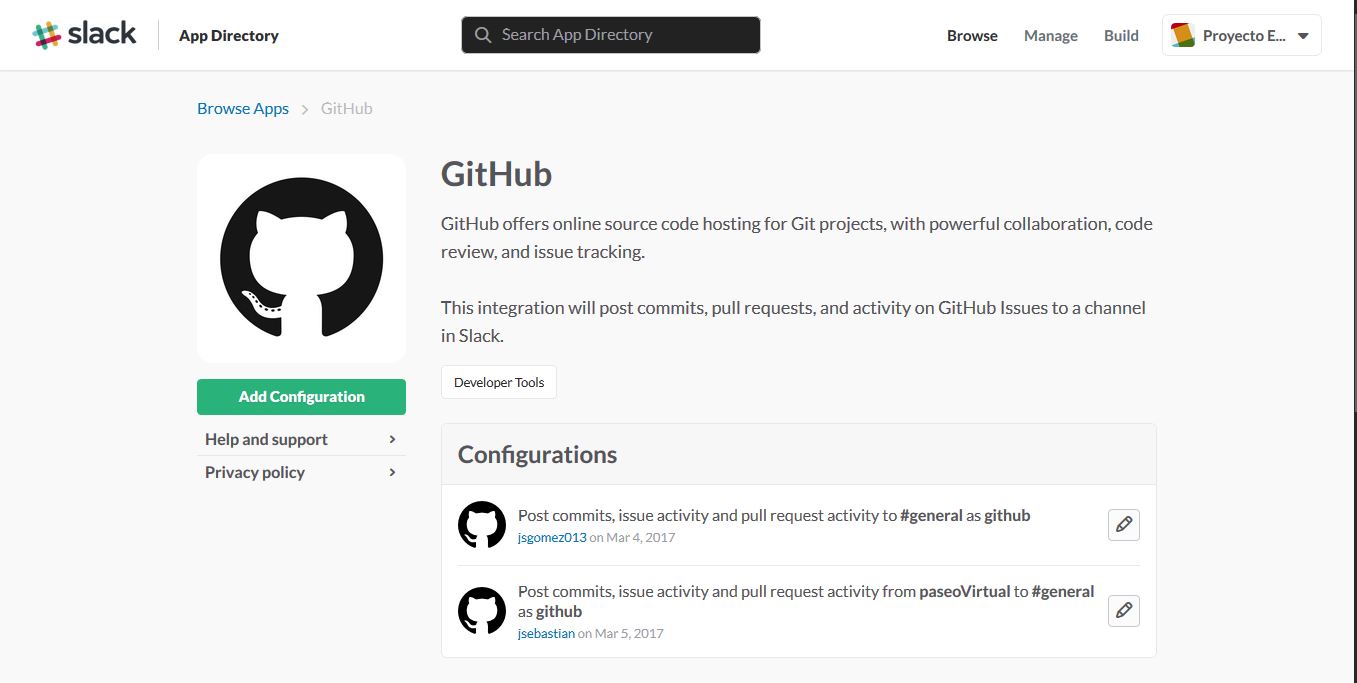 slack
App Directory
Search App Directory
Browse
Manage
Build
Proyecto E...
Browse Apps
GitHub
GitHub
GitHub offers online source code hosting for Git projects, with powerful collaboration, code
review, and issue tracking.
This integration will post commits, pull requests, and activity on GitHub Issues to a channel
in Slack.
Developer Tools
Add Configuration
Help and support
Privacy policy
Configurations
Post commits, issue activity and pull request activity to #general as github
jsgomez013 on Mar 4, 2017
Post commits, issue activity and pull request activity from paseoVirtual to #general
as github
jsebastian on Mar 5, 2017